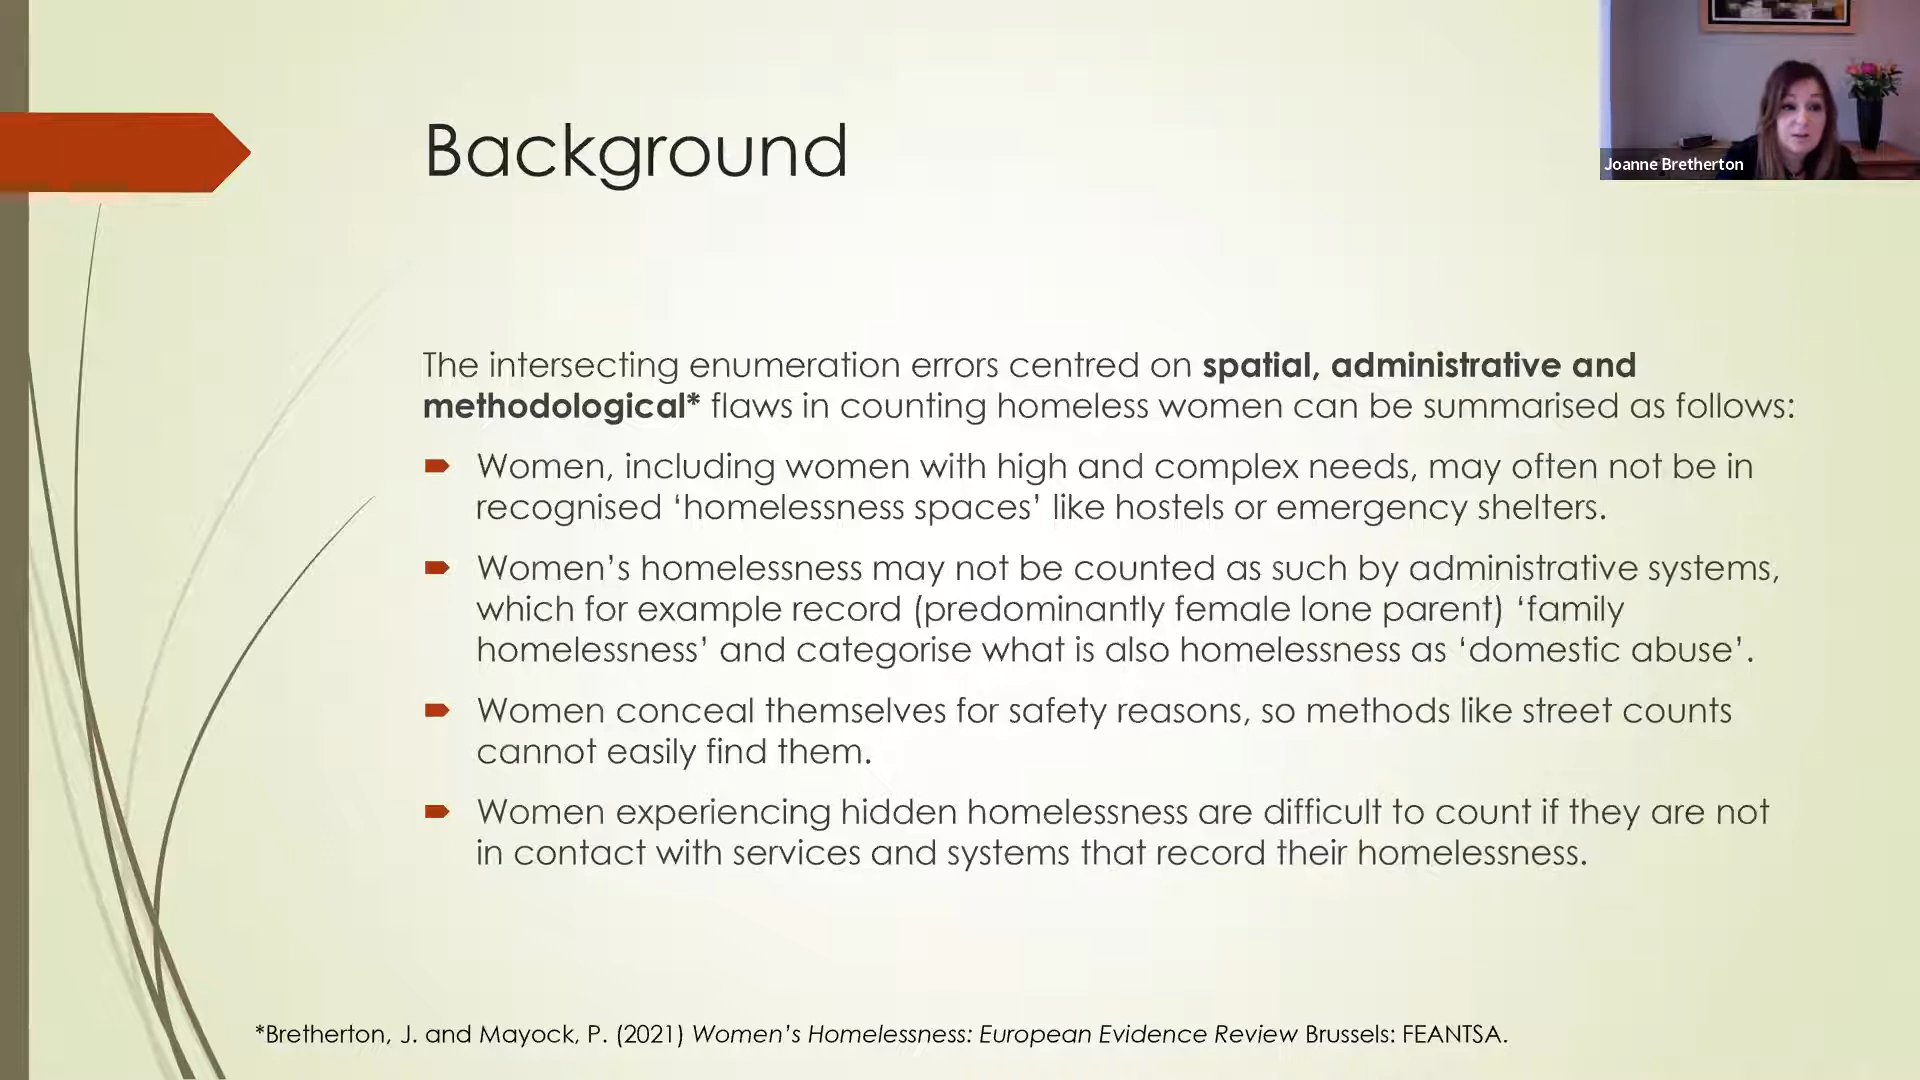 Joanne Bretherton
Background
The intersecting enumeration errors centred on spatial, administrative and
methodological* flaws in counting homeless women can be summarised as follows:
Women, including women with high and complex needs, may often not be in
recognised ‘homelessness spaces’ like hostels or emergency shelters.
Women’s homelessness may not be counted as such by administrative systems,
which for example record (predominantly female lone parent) ‘family
homelessness’ and categorise what is also homelessness as ‘domestic abuse’.
Women conceal themselves for safety reasons, so methods like street counts
cannot easily find them.
Women experiencing hidden homelessness are difficult to count if they are not
in contact with services and systems that record their homelessness.
*Bretherton, J. and Mayock, P. (2021) Women’s Homelessness: European Evidence Review Brussels: FEANTSA.